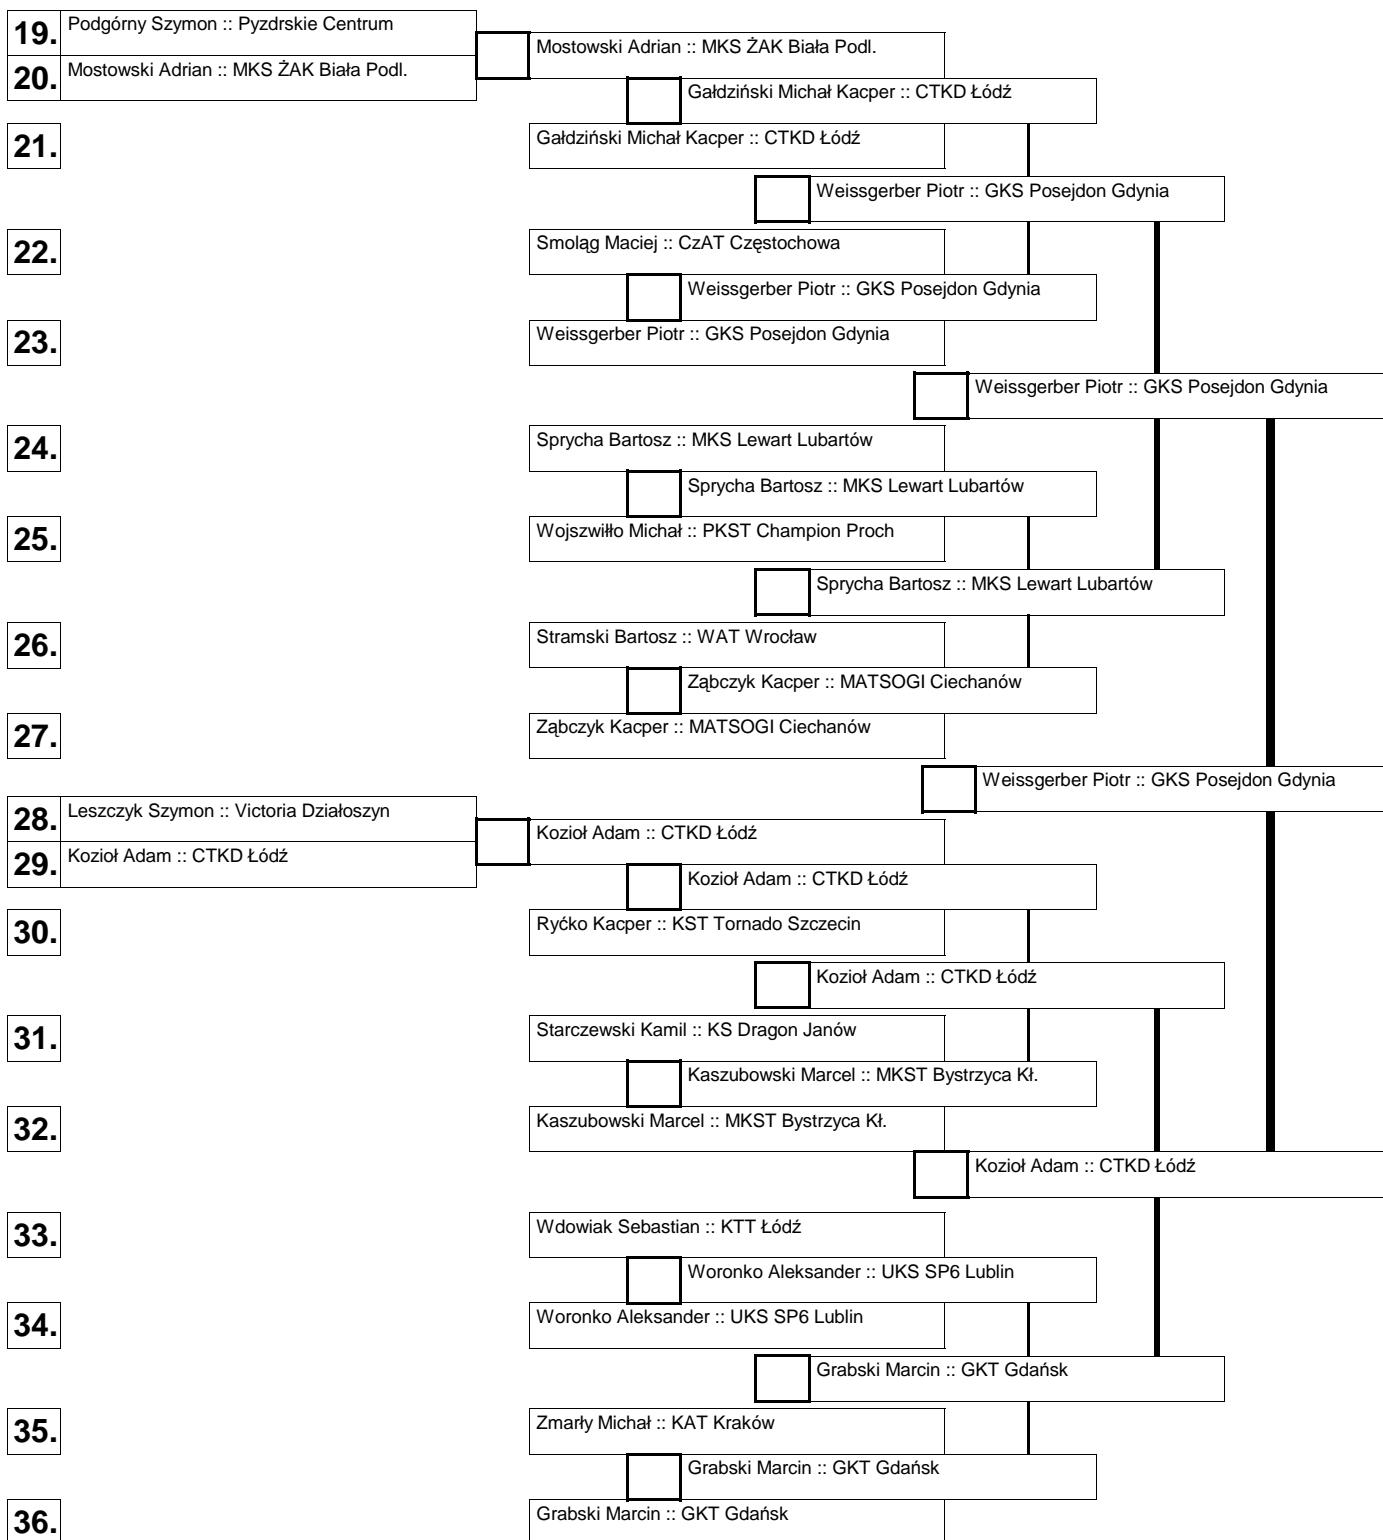 19. Podgórny Szymon :: Pyzdrskie Centrum
Mostowski Adrian :: MKS ŻAK Biała Podl.
20. Mostowski Adrian :: MKS ŻAK Biała Podl.
Gałdziński Michał Kacper :: CTKD Łódź
21. Gałdziński Michał Kacper :: CTKD Łódź
Weissgerber Piotr :: GKS Posejdon Gdynia
22. Smoląg Maciej :: CzAT Częstochowa
Weissgerber Piotr :: GKS Posejdon Gdynia
23. Weissgerber Piotr :: GKS Posejdon Gdynia
Weissgerber Piotr :: GKS Posejdon Gdynia
24. Sprycha Bartosz :: MKS Lewart Lubartów
Sprycha Bartosz :: MKS Lewart Lubartów
25. Wojszwiłło Michał :: PKST Champion Proch
Sprycha Bartosz :: MKS Lewart Lubartów
26. Stramski Bartosz :: WAT Wrocław
Ząbczyk Kacper :: MATSOGI Ciechanów
27. Ząbczyk Kacper :: MATSOGI Ciechanów
Weissgerber Piotr :: GKS Posejdon Gdynia
28. Leszczyk Szymon :: Victoria Działoszyn
Kozioł Adam :: CTKD Łódź
29. Kozioł Adam :: CTKD Łódź
Kozioł Adam :: CTKD Łódź
30. Ryćko Kacper :: KST Tornado Szczecin
Kozioł Adam :: CTKD Łódź
31. Starczewski Kamil :: KS Dragon Janów
Kaszubowski Marcel :: MKST Bystrzyca Kł.
32. Kaszubowski Marcel :: MKST Bystrzyca Kł.
Kozioł Adam :: CTKD Łódź
33. Wdowiak Sebastian :: KTT Łódź
Woronko Aleksander :: UKS SP6 Lublin
34. Woronko Aleksander :: UKS SP6 Lublin
Grabski Marcin :: GKT Gdańsk
35. Zmarły Michał :: KAT Kraków
Grabski Marcin :: GKT Gdańsk
36. Grabski Marcin :: GKT Gdańsk